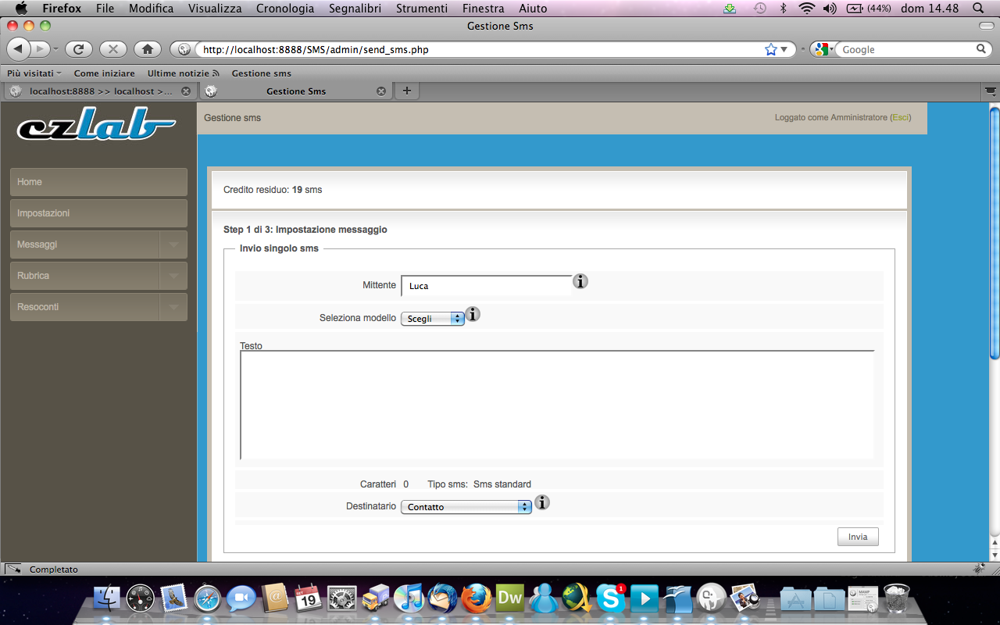 Firefox File Modifica Visualizza Cronologia Segnalibri Strumenti Finestra Aiuto (44%) dom 14.48
Gestione Sms
http://localhost:8888/SMS/admin/send_sms.php Google
Più visitati Come iniziare Ultime notizie Gestione sms
localhost:8888 >> localhost >... Gestione Sms
ezlab
Gestione sms Loggato come Amministratore (Esci)
Home
Impostazioni
Messaggi
Rubrica
Resoconti
Credito residuo: 19 sms
Step 1 di 3: Impostazione messaggio
Invio singolo sms
Mittente Luca
Seleziona modello Scegli
Testo
Caratteri 0 Tipo sms: Sms standard
Destinatario Contatto
Invia
Completato
SET
19
Dw
1